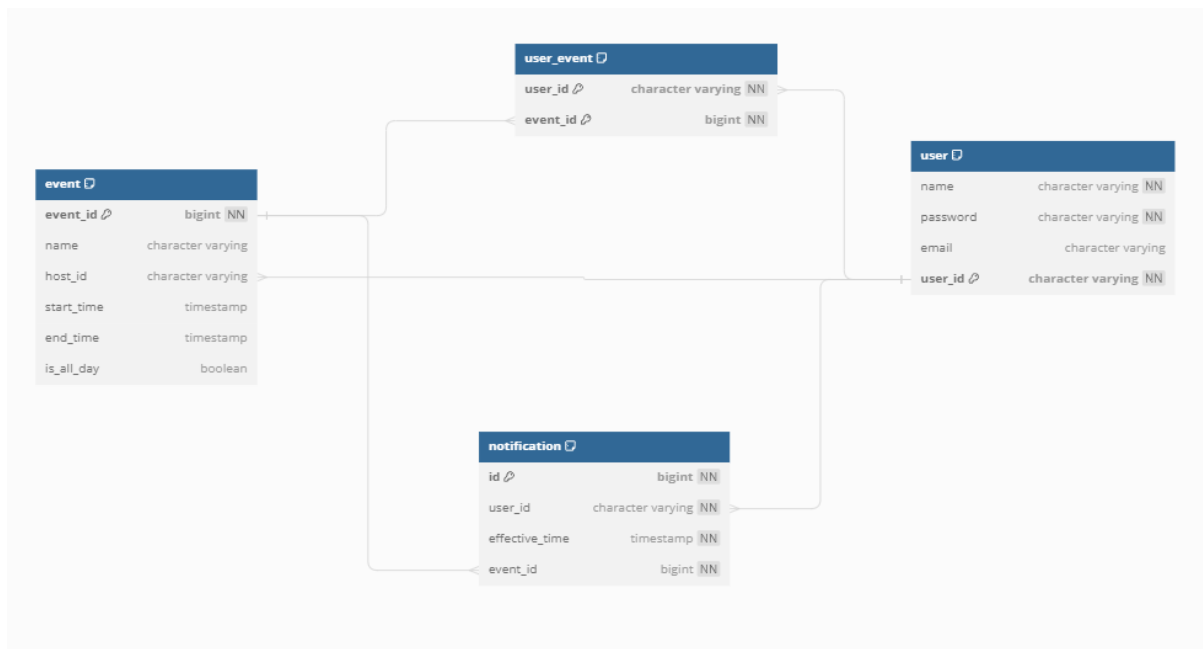 user_event
user_id character varying NN
event_id bigint NN
user
name character varying NN
password character varying NN
email character varying
user_id character varying NN
event
event_id bigint NN
name character varying
host_id character varying
start_time timestamp
end_time timestamp
is_all_day boolean
notification
id bigint NN
user_id character varying NN
effective_time timestamp NN
event_id bigint NN